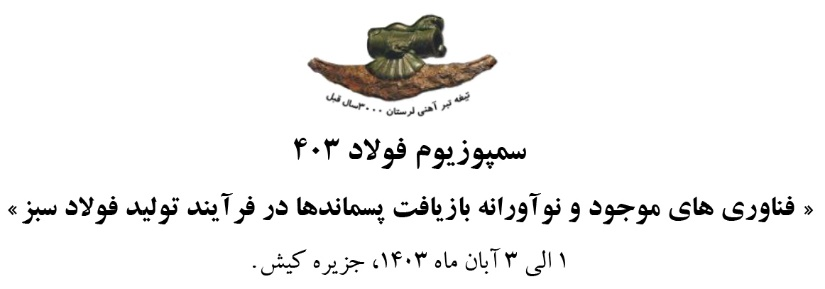 تیغه تبر آهنی لرستان ۳۰۰۰سال قبل
سمپوزیوم فولاد ۴۰۳
« فناوری های موجود و نوآورانه بازیافت پسماندها در فرآیند تولید فولاد سبز »
۱ الی ۳ آبان ماه ۱۴۰۳، جزیره کیش.